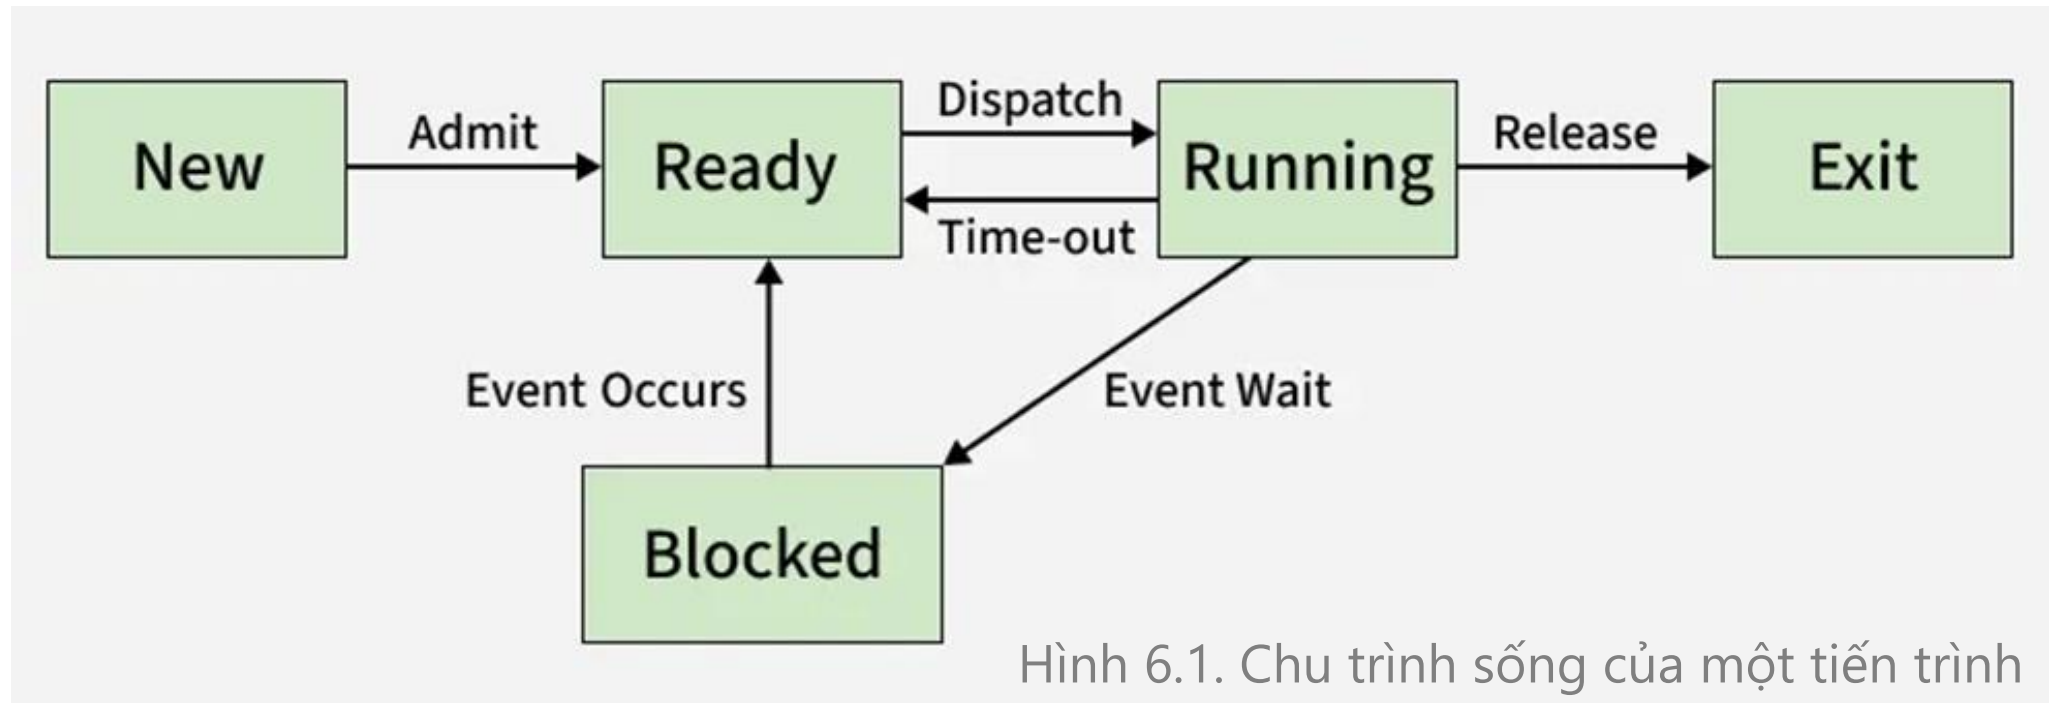 New
Admit
Ready
Dispatch
Time-out
Running
Release
Exit
Event Occurs
Event Wait
Blocked
Hình 6.1. Chu trình sống của một tiến trình